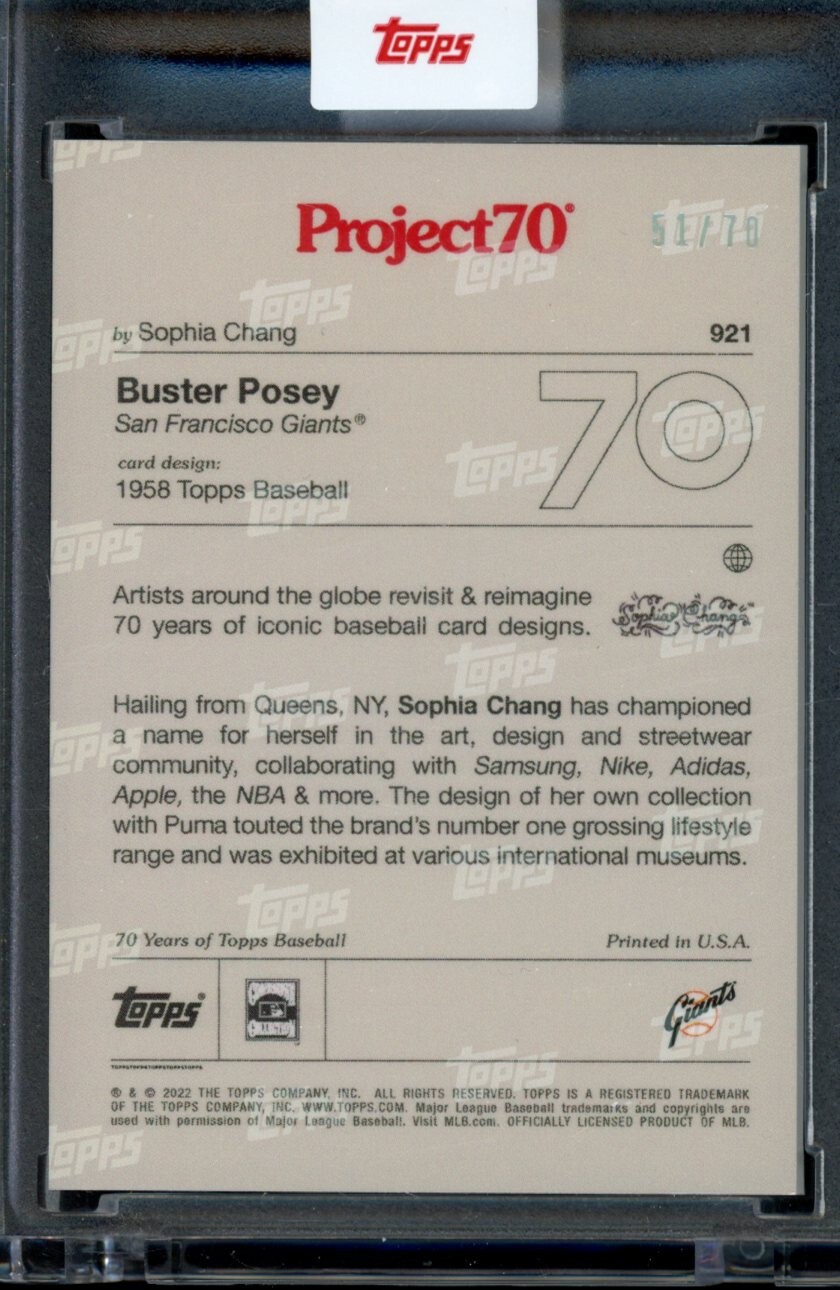 Topps
Project70®
51/70
by Sophia Chang
921
Buster Posey
San Francisco Giants®
card design:
1958 Topps Baseball
70
Artists around the globe revisit & reimagine
70 years of iconic baseball card designs.
Sophia Chang™
Hailing from Queens, NY, Sophia Chang has championed
a name for herself in the art, design and streetwear
community, collaborating with Samsung, Nike, Adidas,
Apple, the NBA & more. The design of her own collection
with Puma touted the brand's number one grossing lifestyle
range and was exhibited at various international museums.
70 Years of Topps Baseball
Printed in U.S.A.
Topps®
Giants
® & © 2022 THE TOPPS COMPANY, INC. ALL RIGHTS RESERVED. TOPPS IS A REGISTERED TRADEMARK
OF THE TOPPS COMPANY, INC. WWW.TOPPS.COM. Major League Baseball trademarks and copyrights are
used with permission of Major League Baseball. Visit MLB.com. OFFICIALLY LICENSED PRODUCT OF MLB.